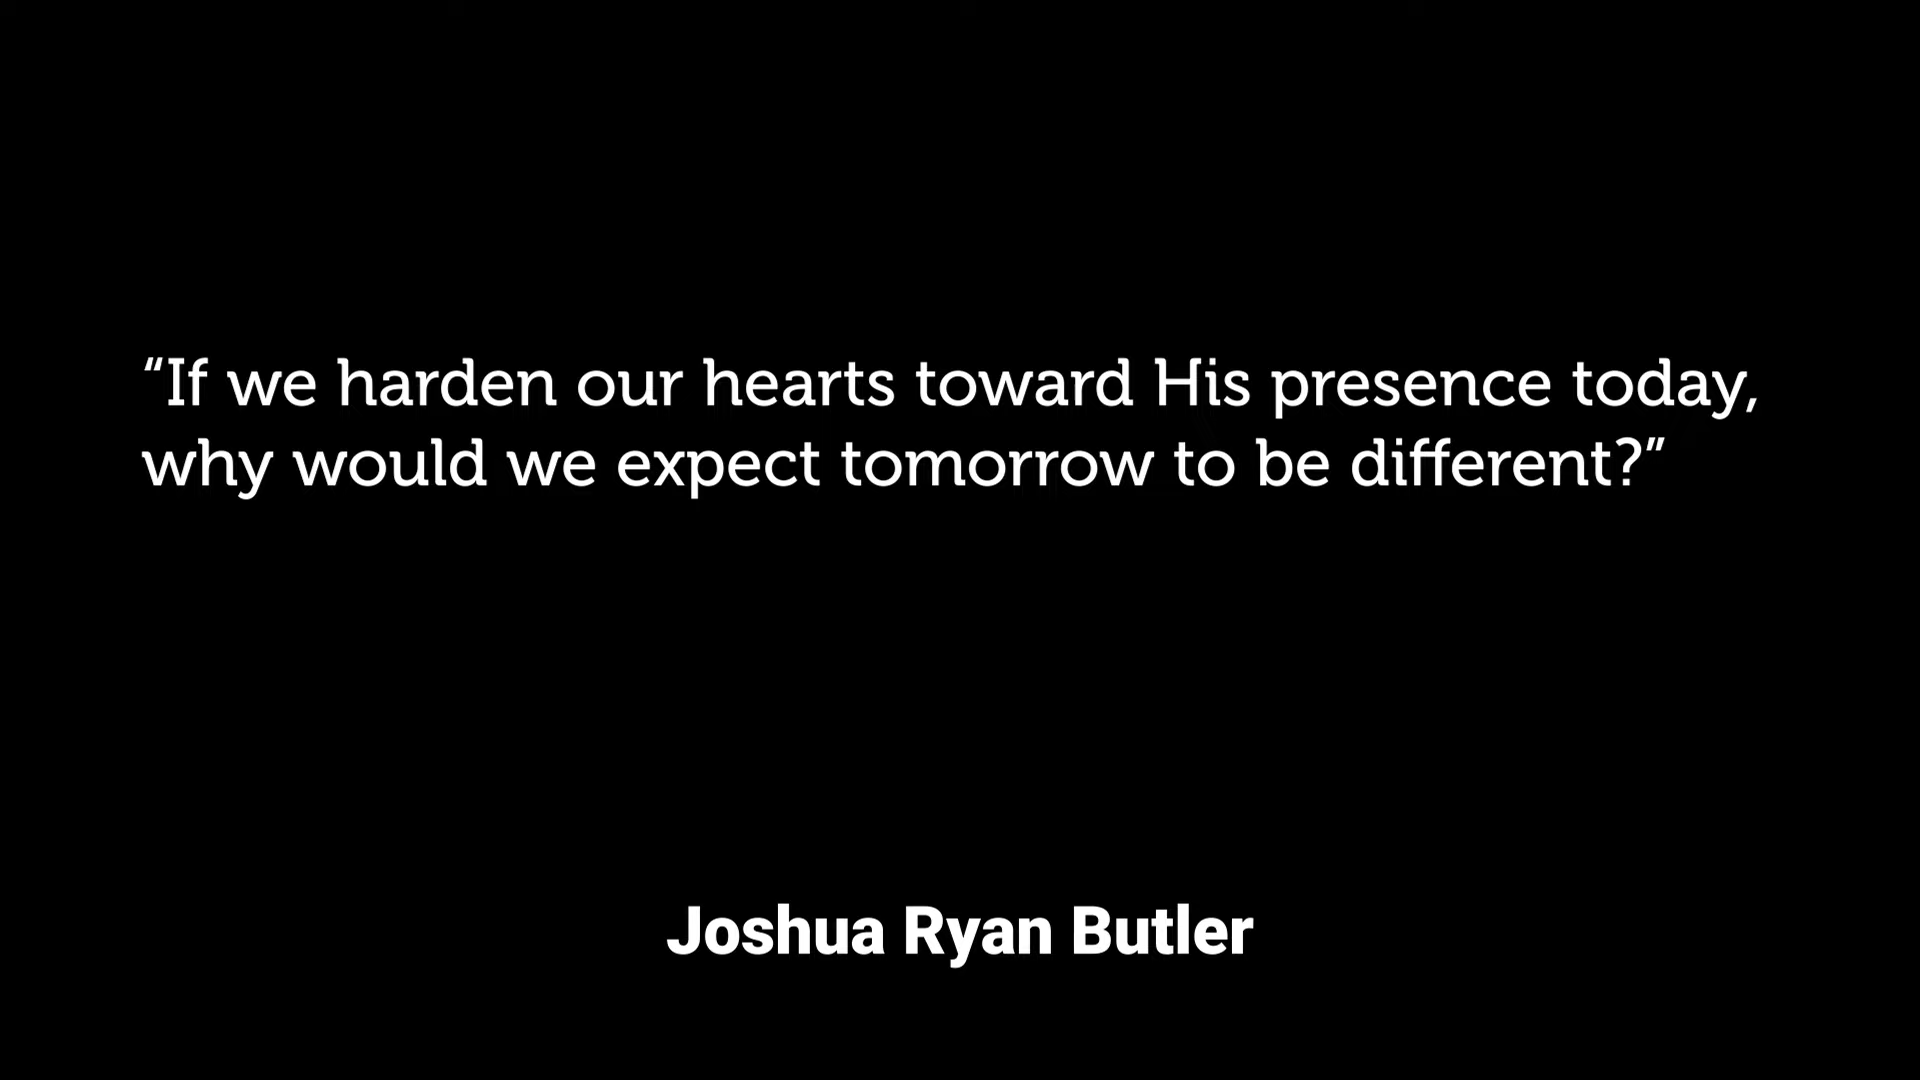 “If we harden our hearts toward His presence today,
why would we expect tomorrow to be different?”
Joshua Ryan Butler